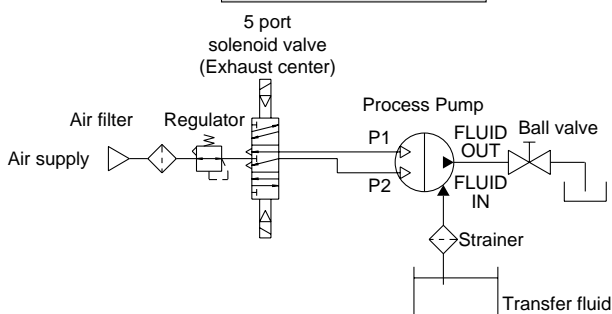 5 port
solenoid valve
(Exhaust center)
Process Pump
Air filter
Regulator
Ball valve
P1
FLUID
OUT
Air supply
P2
FLUID
IN
Strainer
Transfer fluid